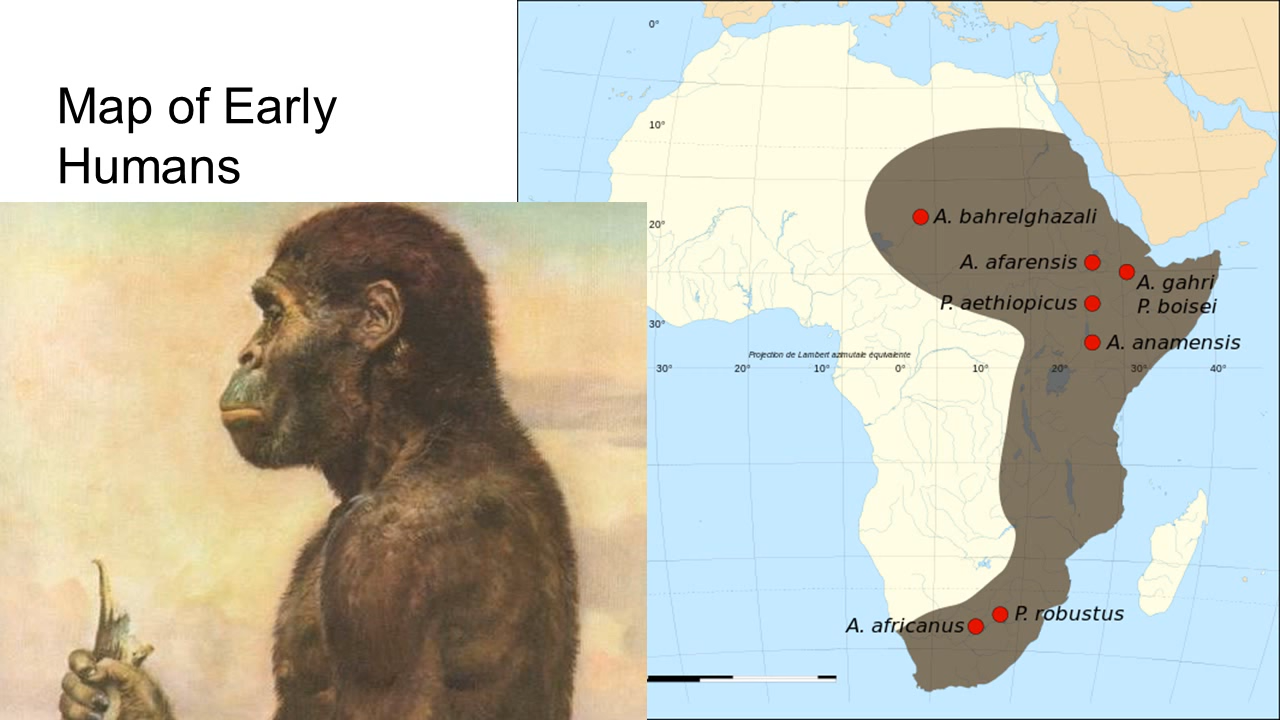 Map of Early
Humans
0°
10°
20°
30°
A. bahrelghazali
A. afarensis
A. gahri
P. boisei
P. aethiopicus
A. anamensis
Projection de Lambert azimutale équivalente
30°
20°
10°
0°
10°
20°
30°
40°
A. africanus
P. robustus